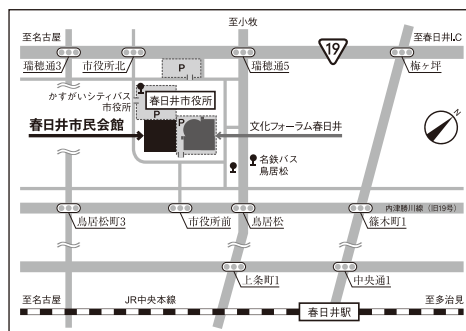 至小牧
至名古屋
至春日井I.C
19
瑞穂通3
市役所北
瑞穂通5
梅ヶ坪
P
かすがいシティバス
市役所
春日井市役所
P
P
春日井市民会館
文化フォーラム春日井
名鉄バス
鳥居松
N
内津勝川線（旧19号）
鳥居松町3
市役所前
鳥居松
篠木町1
上条町1
中央通1
至名古屋
JR中央本線
春日井駅
至多治見